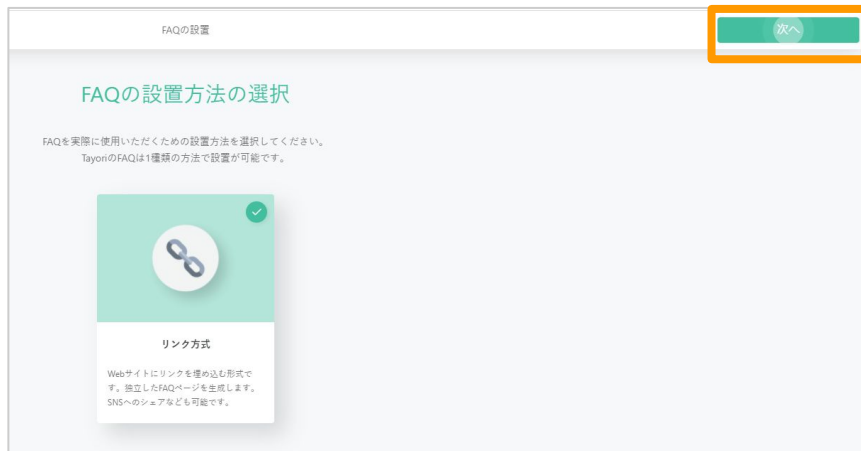 FAQの設置
次へ
FAQの設置方法の選択
FAQを実際に使用いただくための設置方法を選択してください。
TayoriのFAQは1種類の方法で設置が可能です。
リンク方式
Webサイトにリンクを埋め込む形式で
す。独立したFAQページを生成します。
SNSへのシェアなども可能です。